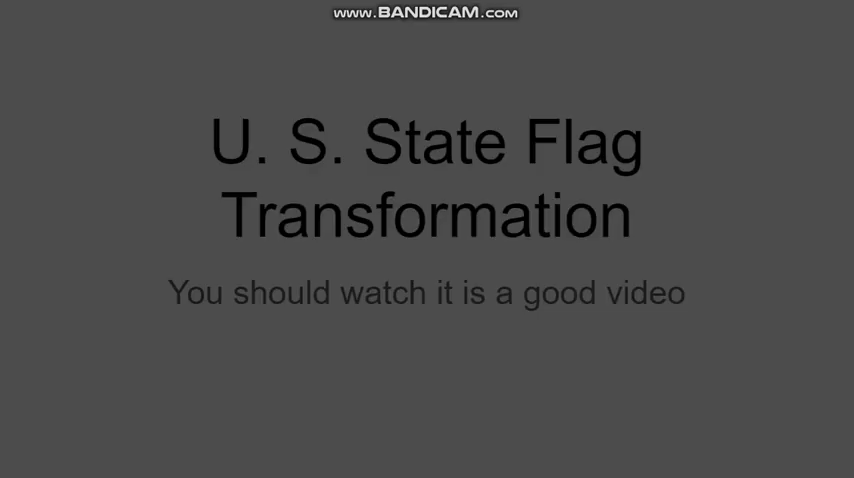 www.BANDICAM.com
U. S. State Flag
Transformation
You should watch it is a good video